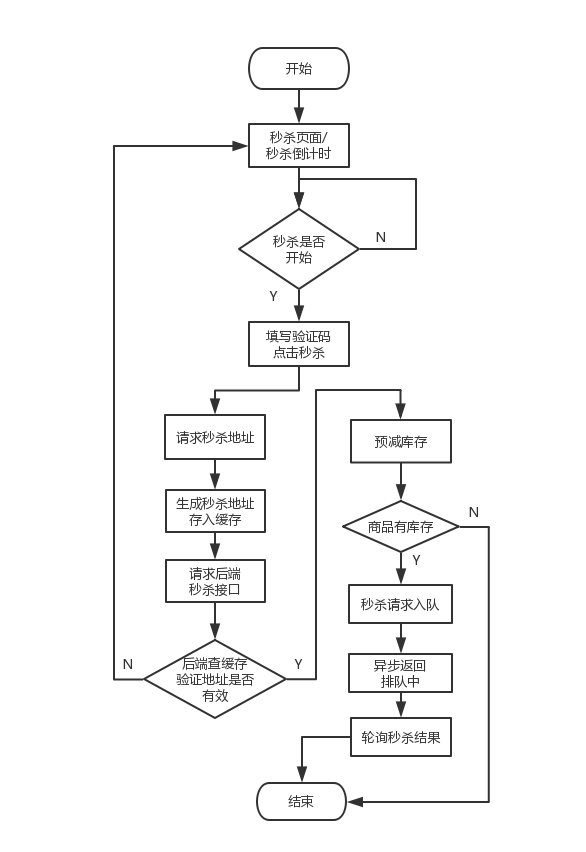 开始
秒杀页面/
秒杀倒计时
秒杀是否
开始
N
Y
填写验证码
点击秒杀
请求秒杀地址
生成秒杀地址
存入缓存
请求后端
秒杀接口
后端查缓存
验证地址是否
有效
N
Y
预减库存
商品有库存
N
Y
秒杀请求入队
异步返回
排队中
轮询秒杀结果
结束